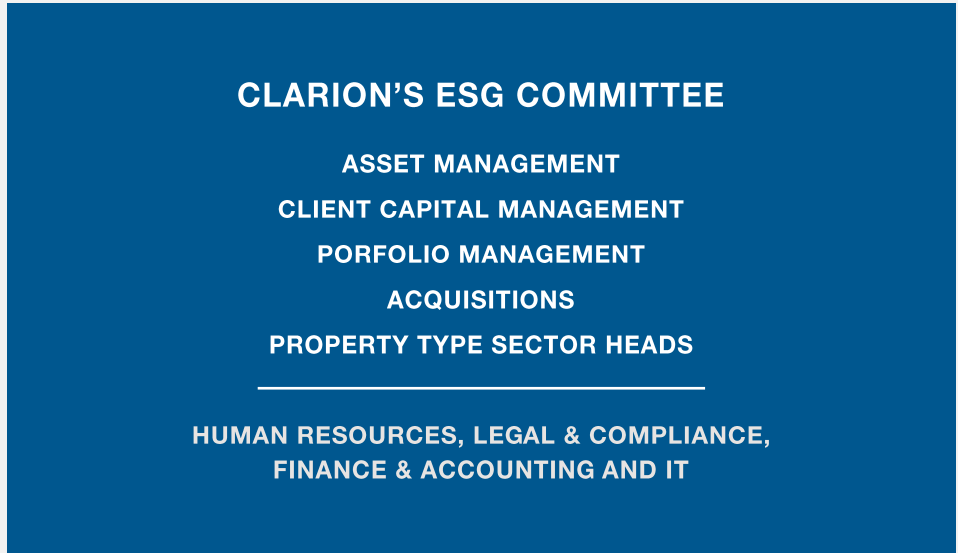 CLARION’S ESG COMMITTEE
ASSET MANAGEMENT
CLIENT CAPITAL MANAGEMENT
PORFOLIO MANAGEMENT
ACQUISITIONS
PROPERTY TYPE SECTOR HEADS
HUMAN RESOURCES, LEGAL & COMPLIANCE,
FINANCE & ACCOUNTING AND IT